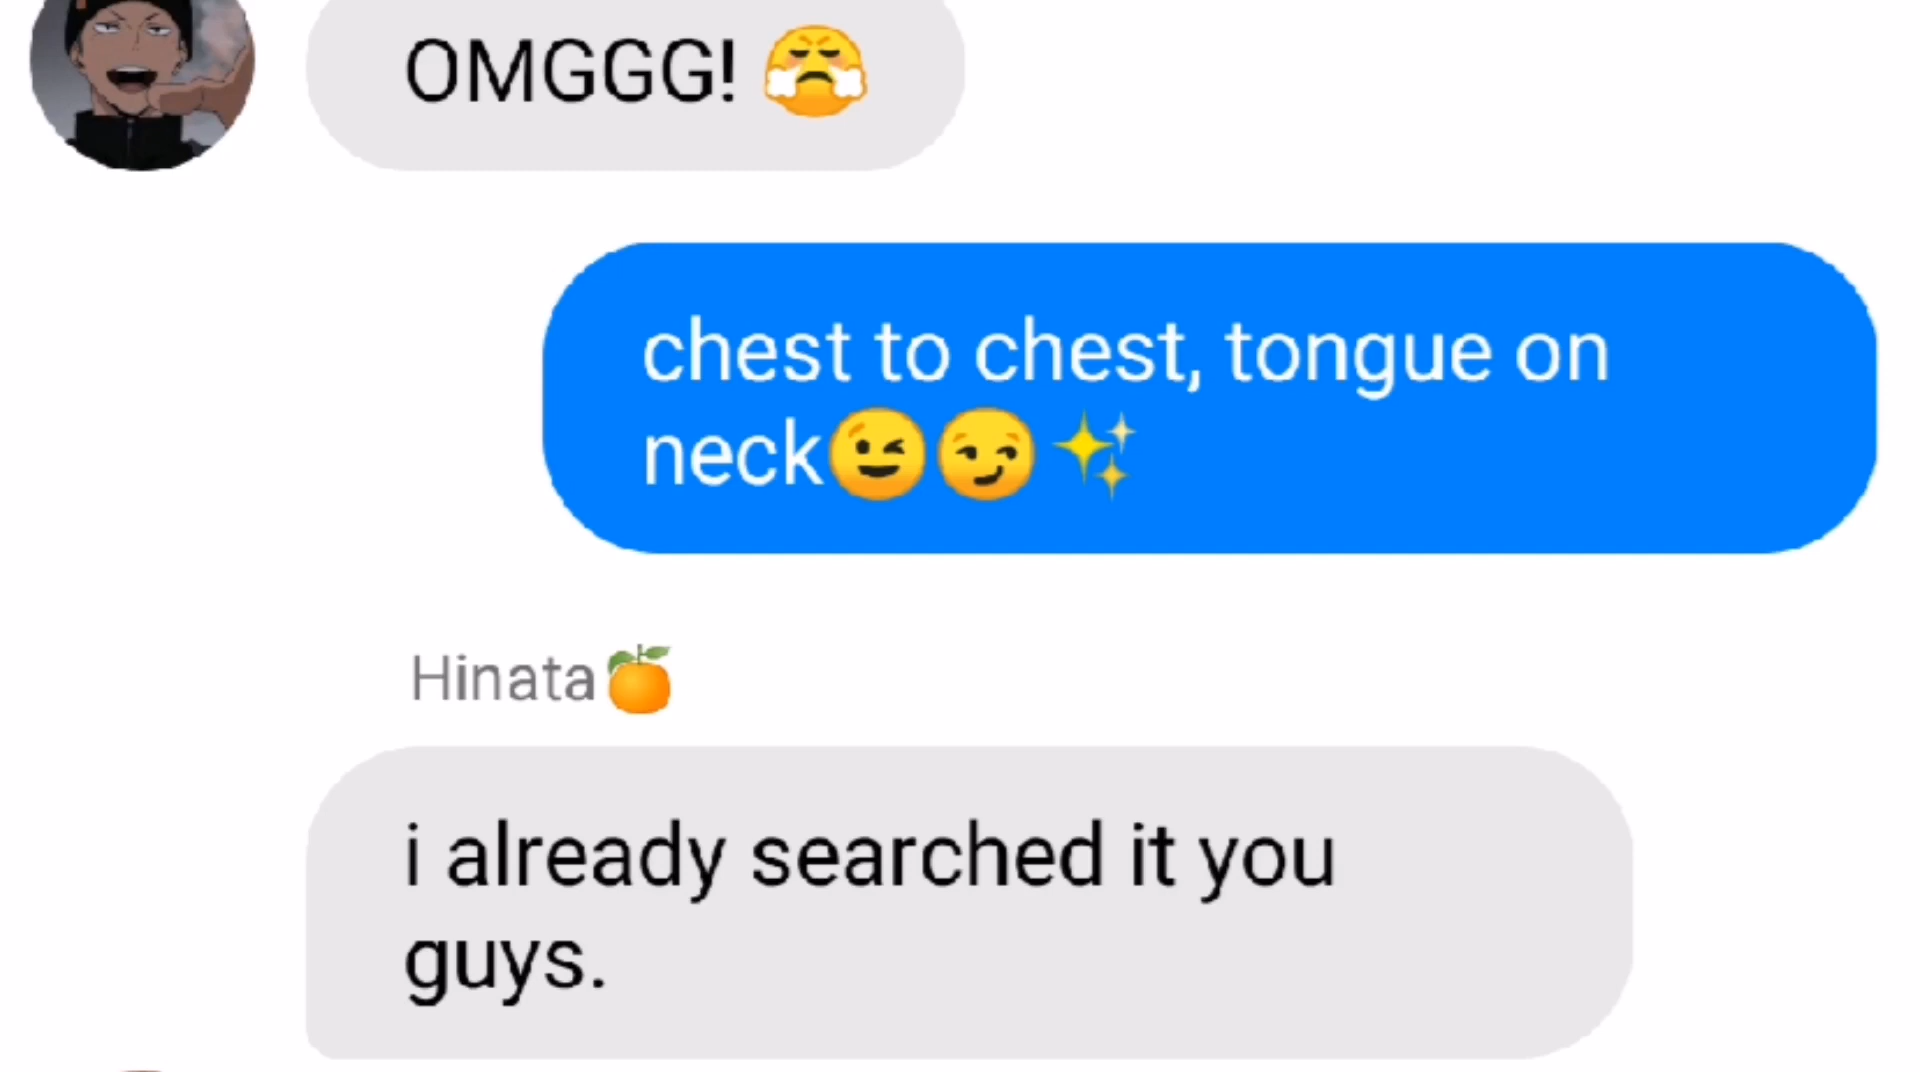 OMGGG! 😤
chest to chest, tongue on
neck😉😏✨
Hinata🍊
i already searched it you
guys.